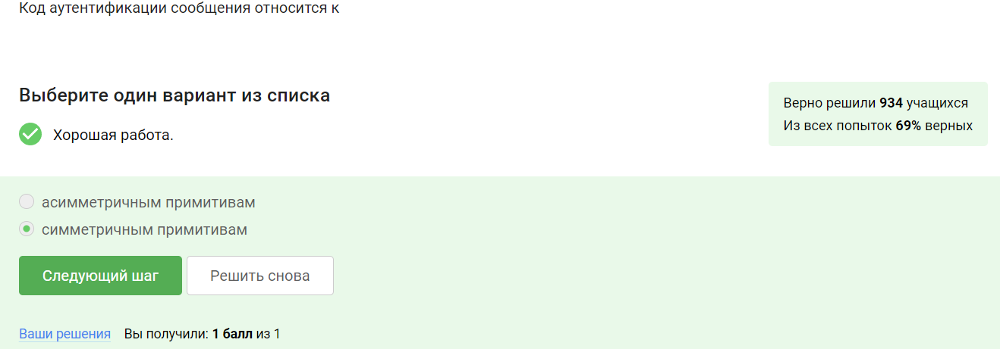 Код аутентификации сообщения относится к
Выберите один вариант из списка
Хорошая работа.
Верно решили 934 учащихся
Из всех попыток 69% верных
асимметричным примитивам
симметричным примитивам
Следующий шаг
Решить снова
Ваши решения Вы получили: 1 балл из 1